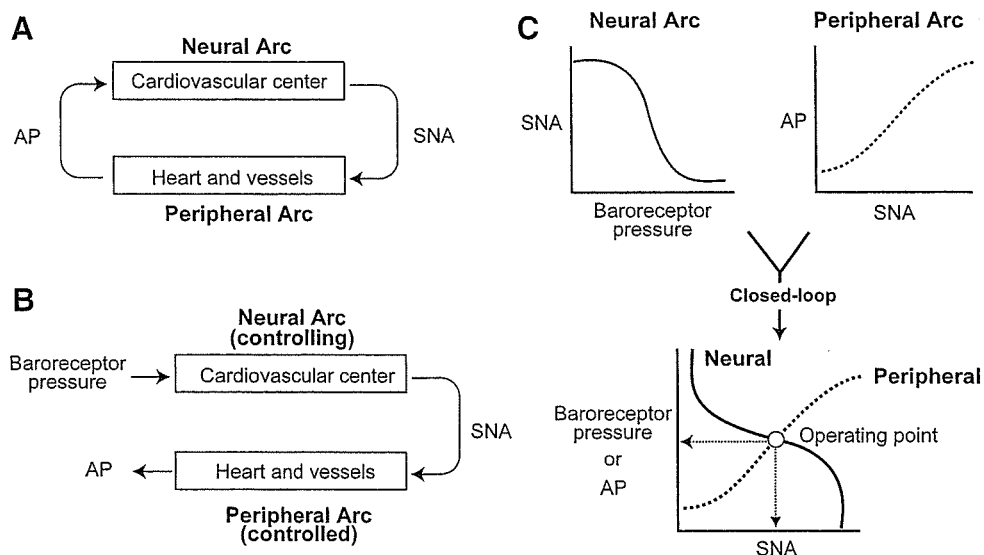 A
Neural Arc
Cardiovascular center
AP
SNA
Heart and vessels
Peripheral Arc
B
Neural Arc
(controlling)
Baroreceptor
pressure
Cardiovascular center
SNA
AP
Heart and vessels
Peripheral Arc
(controlled)
C
Neural Arc
SNA
Baroreceptor
pressure
Peripheral Arc
AP
SNA
Closed-loop
Neural
Peripheral
Baroreceptor
pressure
or
AP
Operating point
SNA